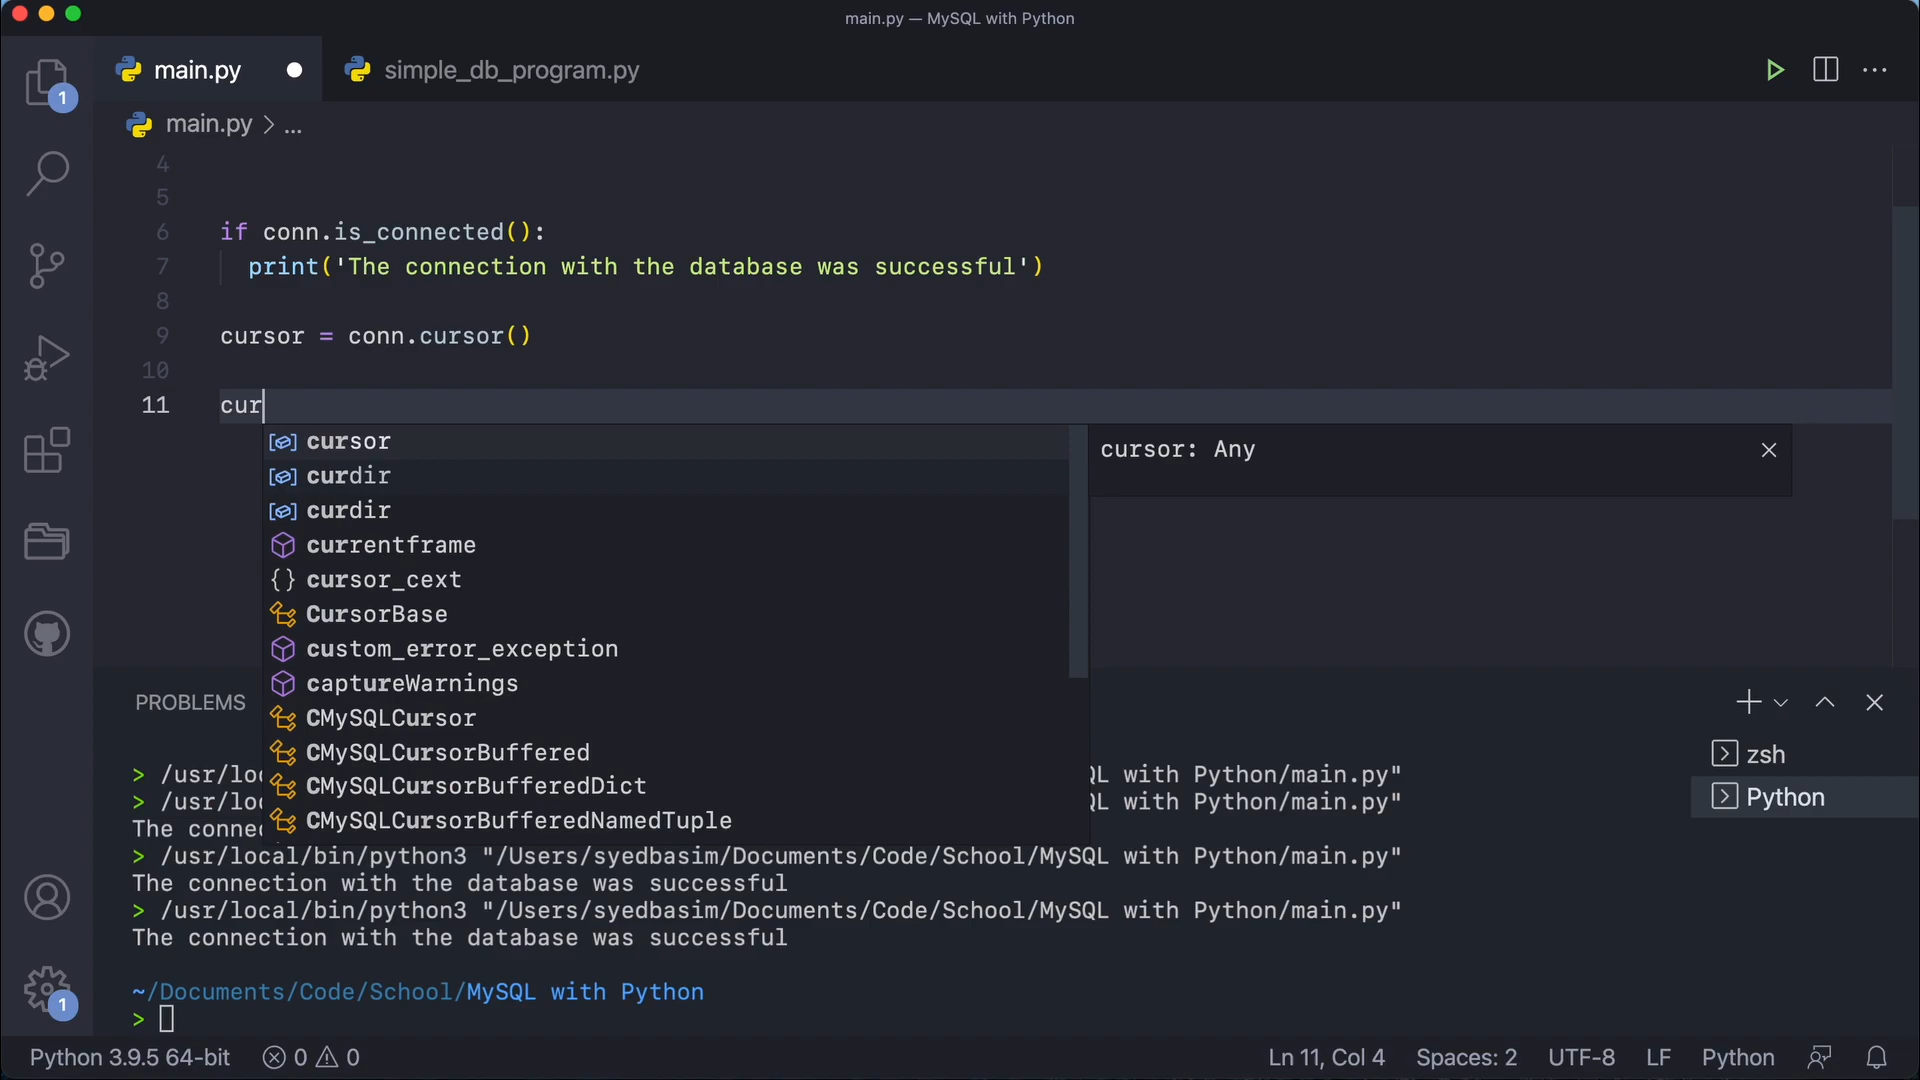 main.py — MySQL with Python
main.py
simple_db_program.py
1
main.py > ...
4
5
6 if conn.is_connected():
7 print('The connection with the database was successful')
8
9 cursor = conn.cursor()
10
11 cur
cursor
cursor: Any
curdir
curdir
currentframe
cursor_cext
CursorBase
custom_error_exception
captureWarnings
CMySQLCursor
CMySQLCursorBuffered
CMySQLCursorBufferedDict
CMySQLCursorBufferedNamedTuple
PROBLEMS
zsh
Python
> /usr/loc QL with Python/main.py"
> /usr/loc QL with Python/main.py"
The connec
> /usr/local/bin/python3 "/Users/syedbasim/Documents/Code/School/MySQL with Python/main.py"
The connection with the database was successful
> /usr/local/bin/python3 "/Users/syedbasim/Documents/Code/School/MySQL with Python/main.py"
The connection with the database was successful
~/Documents/Code/School/MySQL with Python
>
1
Python 3.9.5 64-bit 0 0 Ln 11, Col 4 Spaces: 2 UTF-8 LF Python